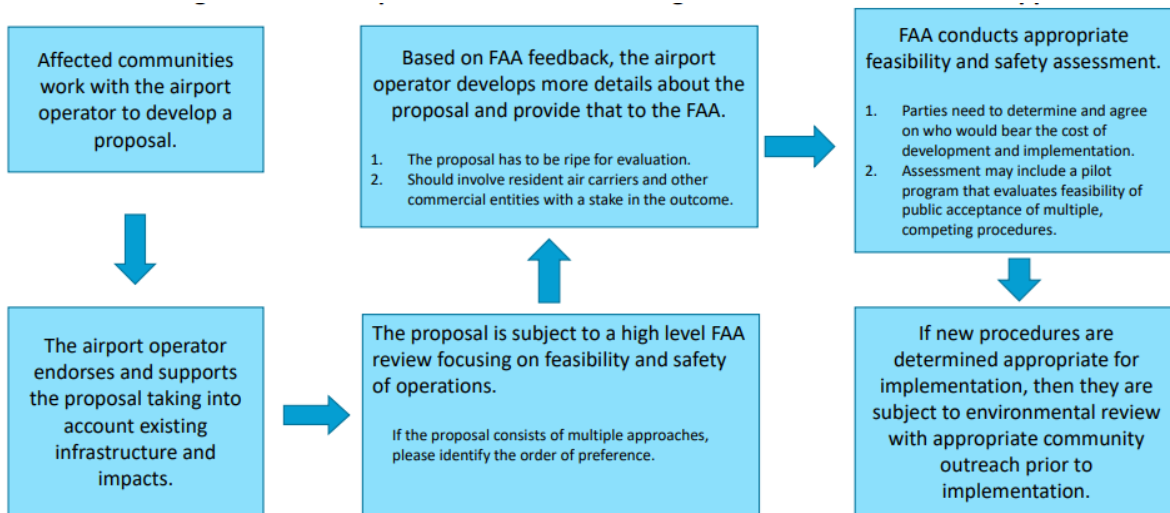 Affected communities
work with the airport
operator to develop a
proposal.
The airport operator
endorses and supports
the proposal taking into
account existing
infrastructure and
impacts.
The proposal is subject to a high level FAA
review focusing on feasibility and safety
of operations.
If the proposal consists of multiple approaches,
please identify the order of preference.
Based on FAA feedback, the airport
operator develops more details about the
proposal and provide that to the FAA.
1. The proposal has to be ripe for evaluation.
2. Should involve resident air carriers and other
commercial entities with a stake in the outcome.
FAA conducts appropriate
feasibility and safety assessment.
1. Parties need to determine and agree
on who would bear the cost of
development and implementation.
2. Assessment may include a pilot
program that evaluates feasibility of
public acceptance of multiple,
competing procedures.
If new procedures are
determined appropriate for
implementation, then they are
subject to environmental review
with appropriate community
outreach prior to
implementation.